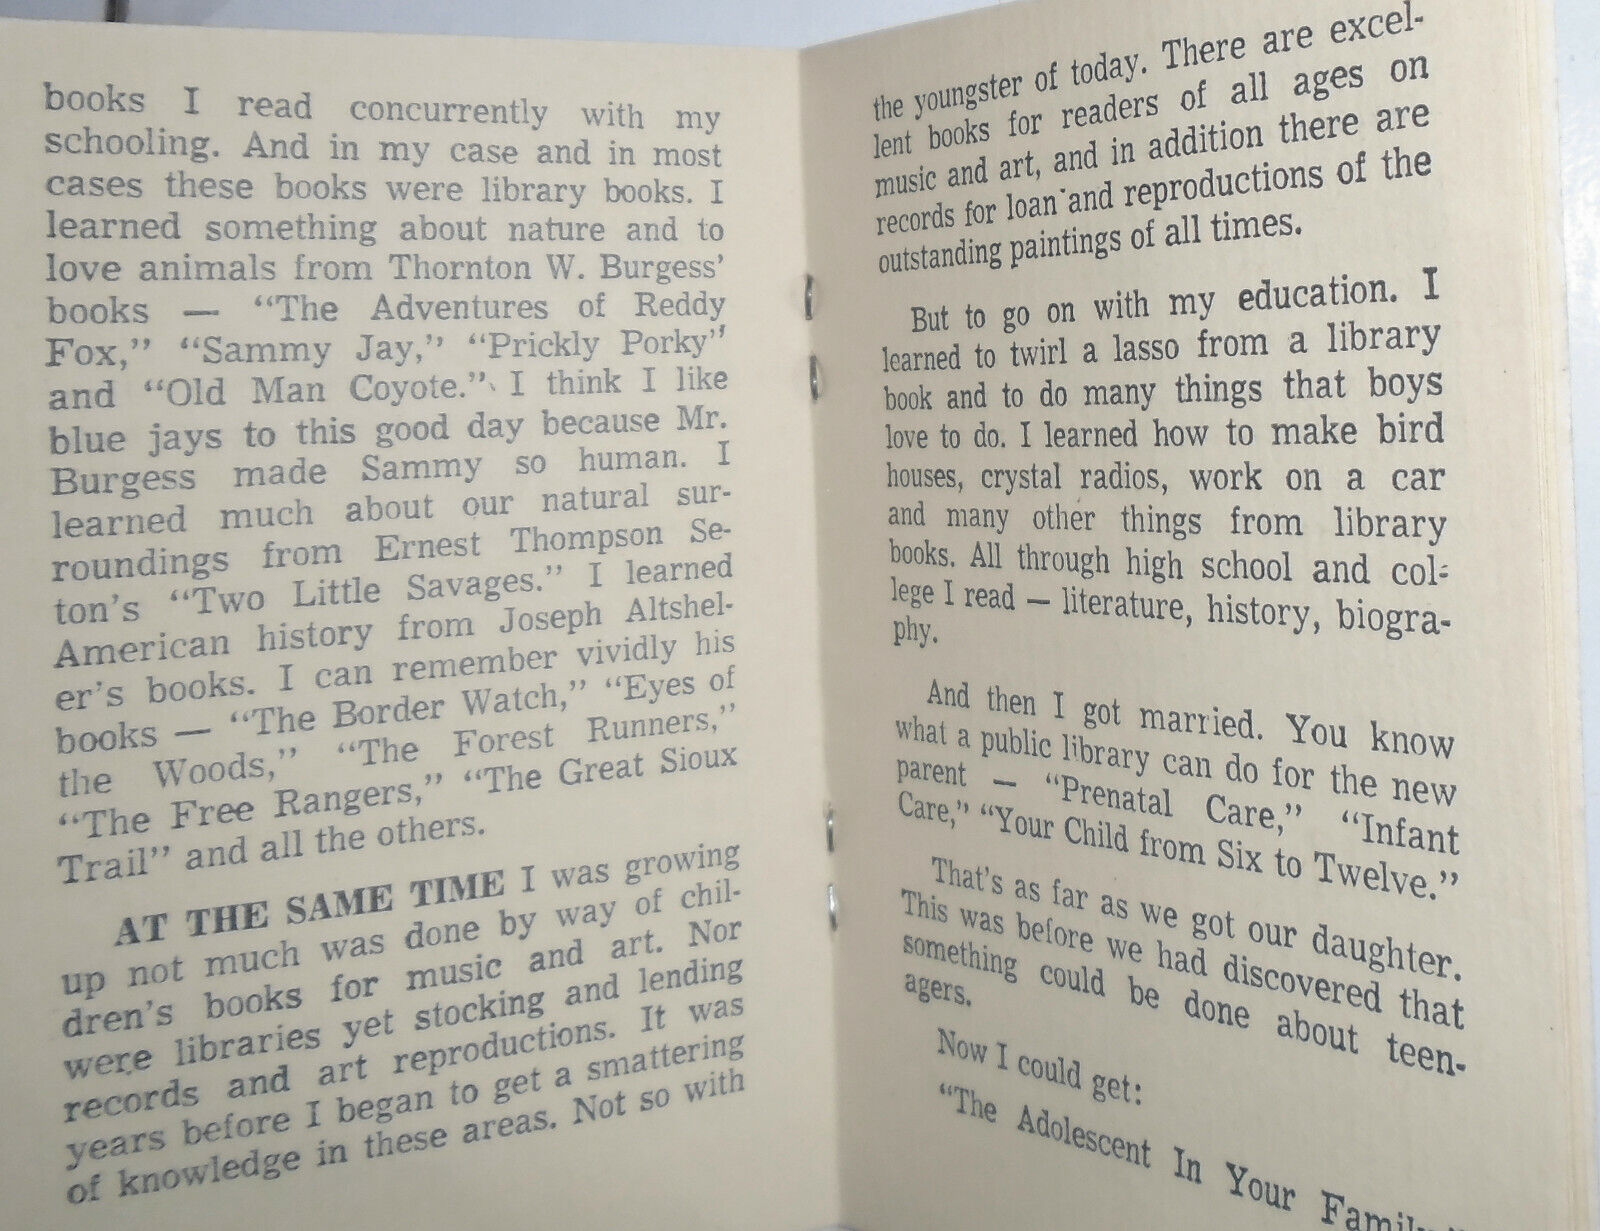 books I read concurrently with my
schooling. And in my case and in most
cases these books were library books. I
learned something about nature and to
love animals from Thornton W. Burgess'
books — "The Adventures of Reddy
Fox," "Sammy Jay," "Prickly Porky"
and "Old Man Coyote." I think I like
blue jays to this good day because Mr.
Burgess made Sammy so human. I
learned much about our natural sur-
roundings from Ernest Thompson Se-
ton's "Two Little Savages." I learned
American history from Joseph Altshel-
er's books. I can remember vividly his
books — "The Border Watch," "Eyes of
the Woods," "The Forest Runners,"
"The Free Rangers," "The Great Sioux
Trail" and all the others.
AT THE SAME TIME I was growing
up not much was done by way of chil-
dren's books for music and art. Nor
were libraries yet stocking and lending
records and art reproductions. It was
years before I began to get a smattering
of knowledge in these areas. Not so with
the youngster of today. There are excel-
lent books for readers of all ages on
music and art, and in addition there are
records for loan and reproductions of the
outstanding paintings of all times.
But to go on with my education. I
learned to twirl a lasso from a library
book and to do many things that boys
love to do. I learned how to make bird
houses, crystal radios, work on a car
and many other things from library
books. All through high school and col-
lege I read — literature, history, biogra-
phy.
And then I got married. You know
what a public library can do for the new
parent — "Prenatal Care," "Infant
Care," "Your Child from Six to Twelve."
That's as far as we got our daughter.
This was before we had discovered that
something could be done about teen-
agers.
Now I could get:
"The Adolescent In Your Family"